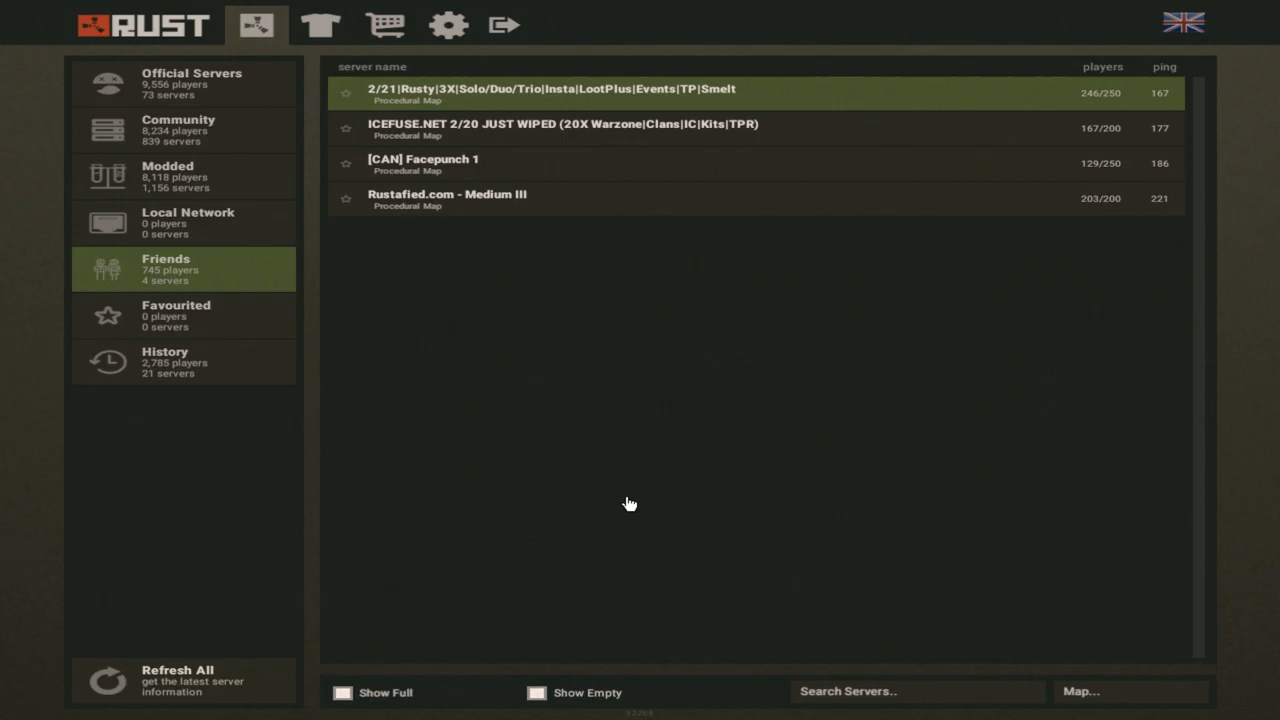 RUST
Official Servers
9,556 players
73 servers
Community
8,234 players
839 servers
Modded
8,118 players
1,156 servers
Local Network
0 players
0 servers
Friends
745 players
4 servers
Favourited
0 players
0 servers
History
2,785 players
21 servers
Refresh All
get the latest server
information
server name players ping
2/21|Rusty|3X|Solo/Duo/Trio|Insta|LootPlus|Events|TP|Smelt 246/250 167
Procedural Map
ICEFUSE.NET 2/20 JUST WIPED (20X Warzone|Clans|IC|Kits|TPR) 167/200 177
Procedural Map
[CAN] Facepunch 1 129/250 186
Procedural Map
Rustafied.com - Medium III 203/200 221
Procedural Map
Show Full Show Empty Search Servers.. Map...